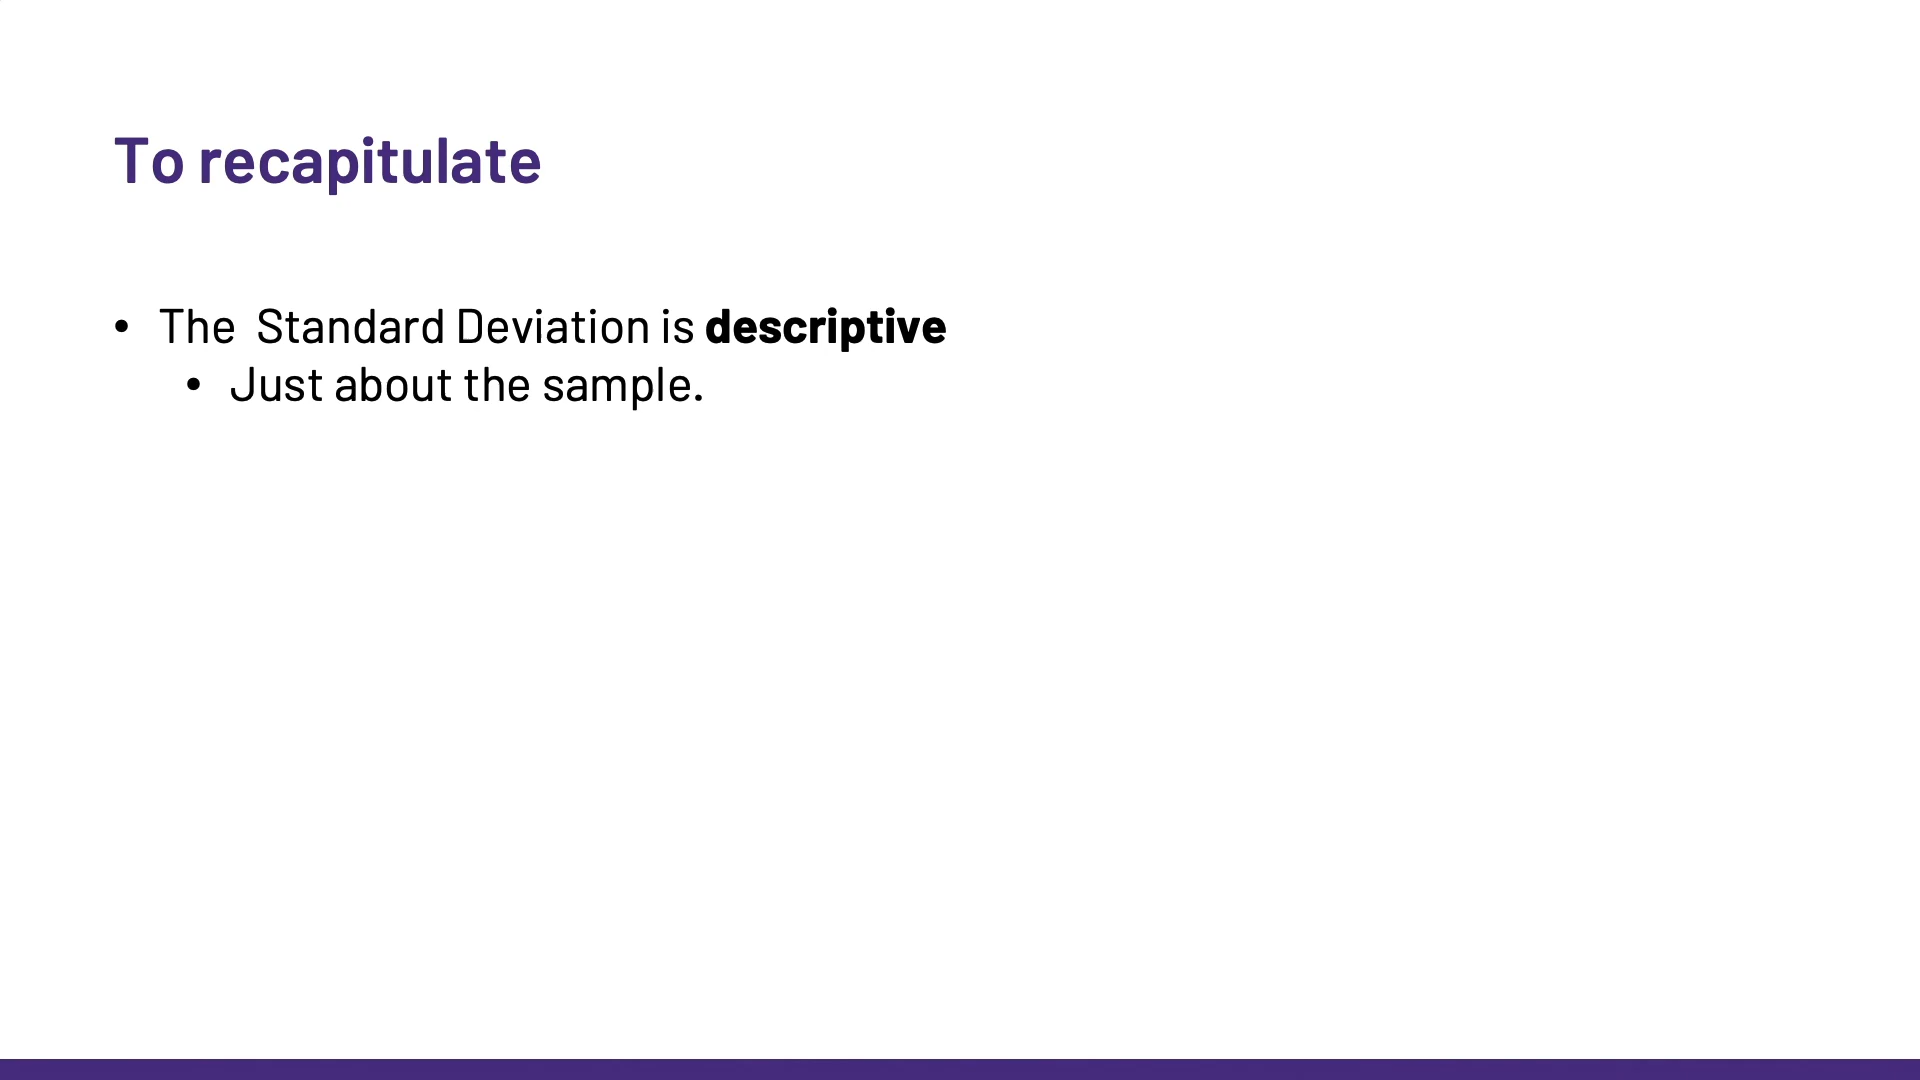 To recapitulate
• The  Standard Deviation is descriptive
• Just about the sample.